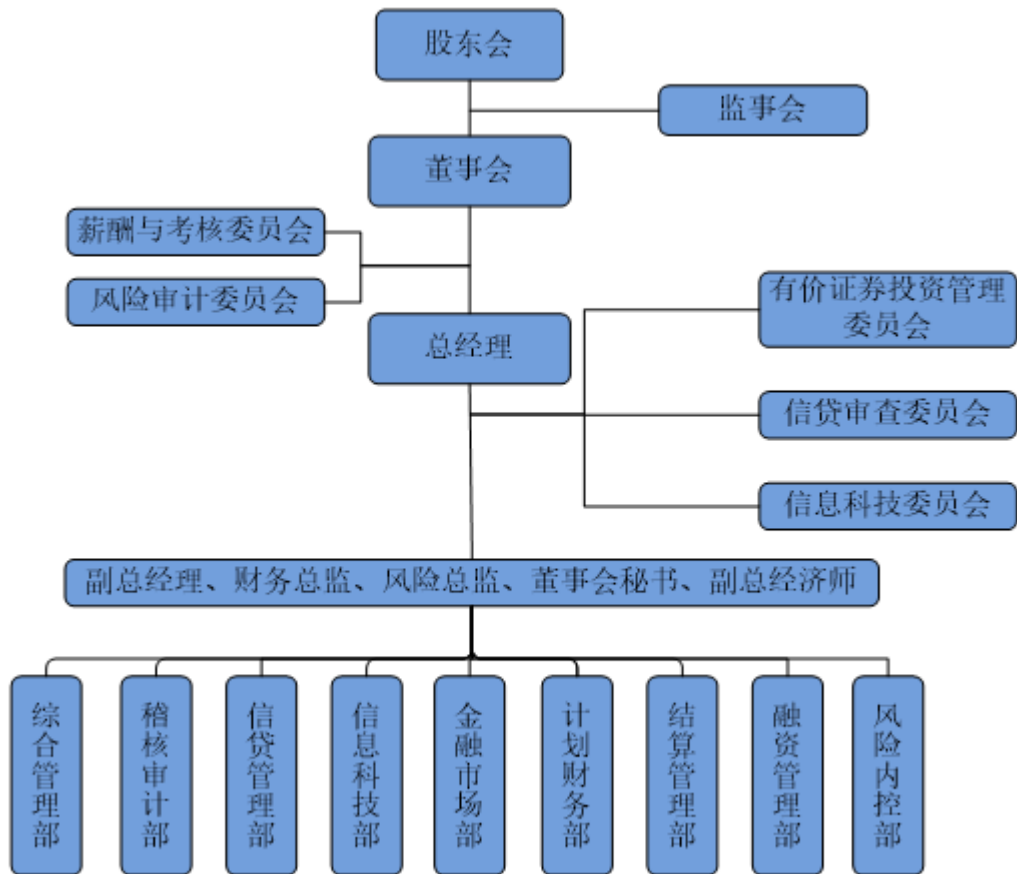 股东会
监事会
董事会
薪酬与考核委员会
风险审计委员会
有价证券投资管理
委员会
总经理
信贷审查委员会
信息科技委员会
副总经理、财务总监、风险总监、董事会秘书、副总经济师
综合管理部
稽核审计部
信贷管理部
信息科技部
金融市场部
计划财务部
结算管理部
融资管理部
风险内控部